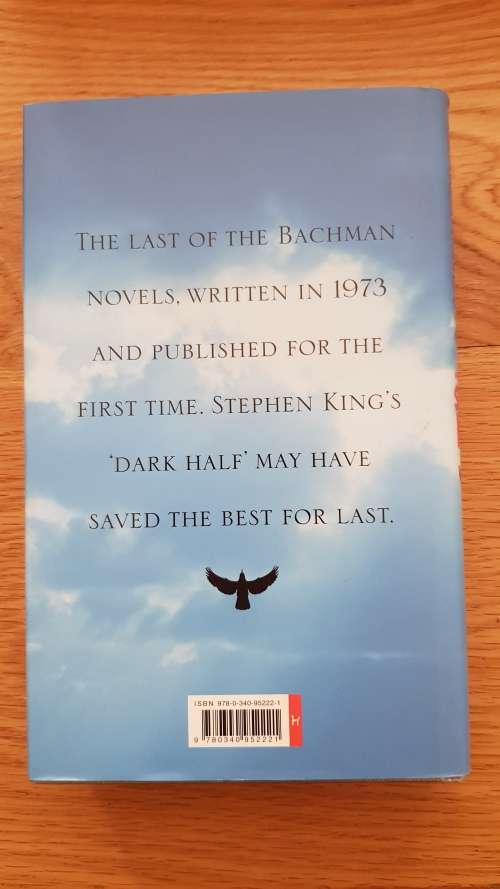 THE LAST OF THE BACHMAN
NOVELS, WRITTEN IN 1973
AND PUBLISHED FOR THE
FIRST TIME. STEPHEN KING'S
'DARK HALF' MAY HAVE
SAVED THE BEST FOR LAST.
ISBN 978-0-340-95222-1
9 780340 952221